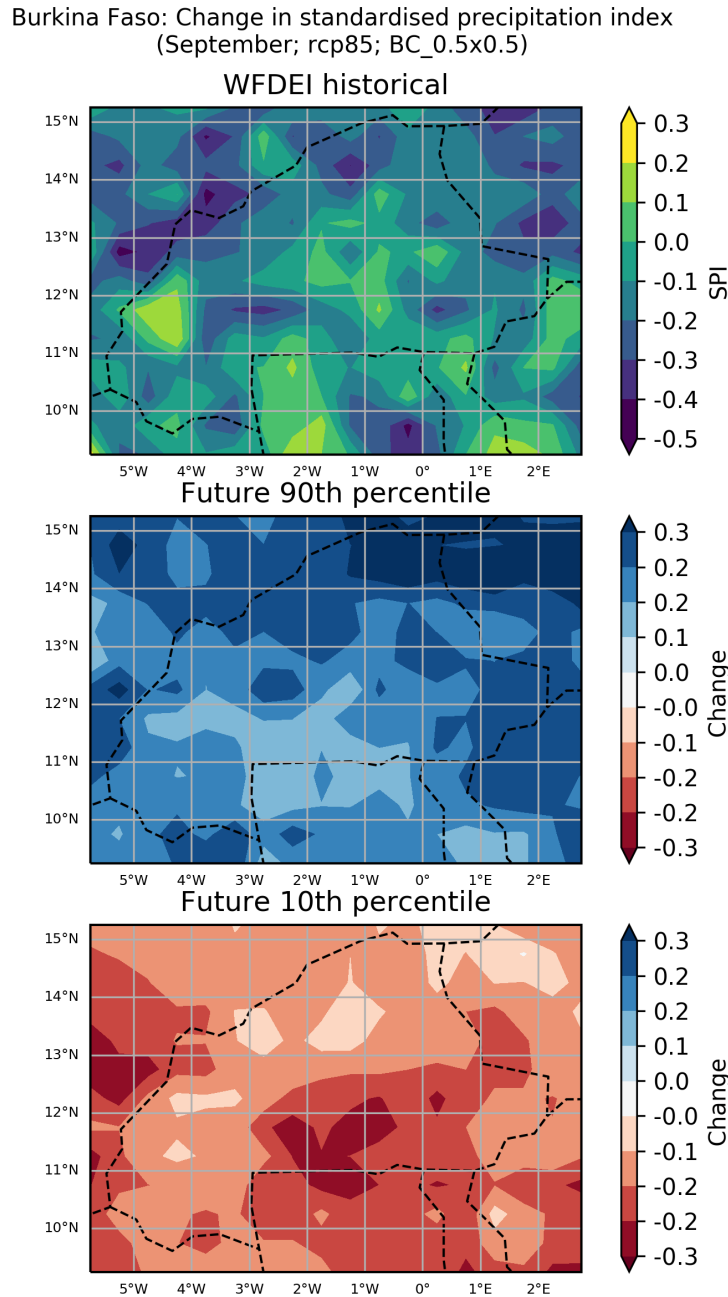 Burkina Faso: Change in standardised precipitation index
(September; rcp85; BC_0.5x0.5)
WFDEI historical
15°N
14°N
13°N
12°N
11°N
10°N
5°W 4°W 3°W 2°W 1°W 0° 1°E 2°E
0.3
0.2
0.1
0.0
-0.1
-0.2
-0.3
-0.4
-0.5
SPI
Future 90th percentile
15°N
14°N
13°N
12°N
11°N
10°N
5°W 4°W 3°W 2°W 1°W 0° 1°E 2°E
0.3
0.2
0.2
0.1
0.0
-0.0
-0.1
-0.2
-0.2
-0.3
Change
Future 10th percentile
15°N
14°N
13°N
12°N
11°N
10°N
5°W 4°W 3°W 2°W 1°W 0° 1°E 2°E
0.3
0.2
0.2
0.1
0.0
-0.0
-0.1
-0.2
-0.2
-0.3
Change